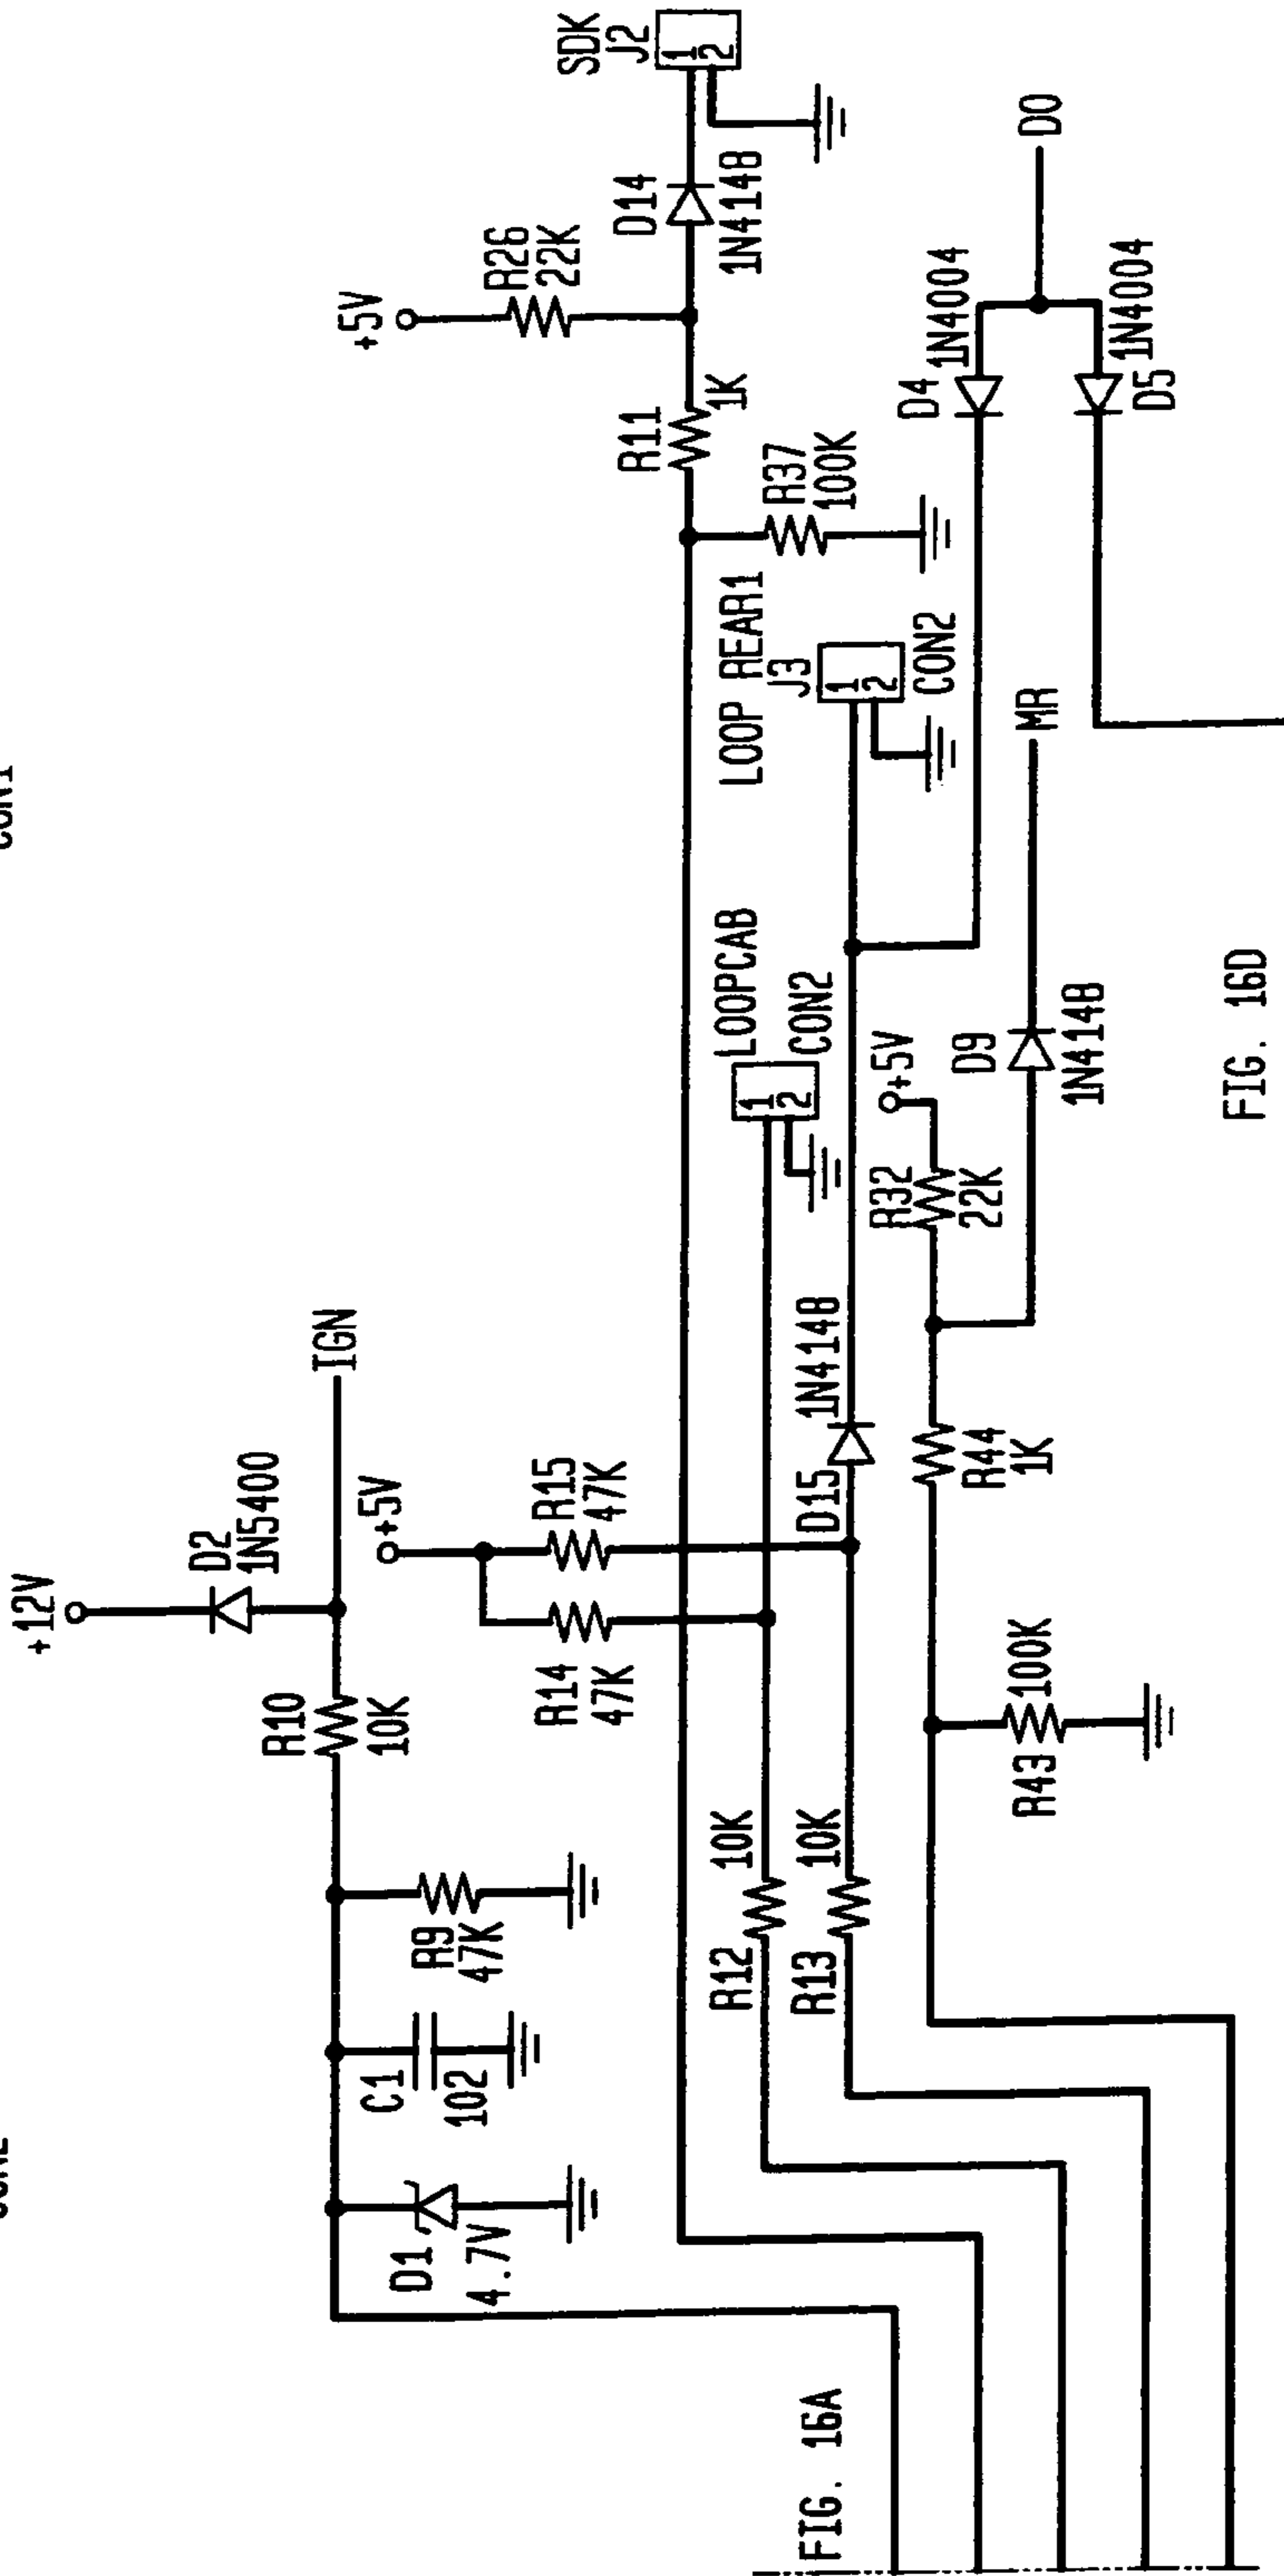 CON2
CON1
+12V
D2
1N5400
IGN
R10
10K
+5V
+5V
C1
102
R9
47K
D1
4.7V
R14
47K
R15
47K
R26
22K
SDK
J2
1
2
D14
1N4148
R11
1K
R37
100K
LOOP REAR1
J3
1
2
CON2
LOOPCAB
1
2
CON2
R12
10K
R13
10K
D15
1N4148
FIG. 16A
R32
22K
+5V
D4
1N4004
R44
1K
D9
1N4148
MR
D0
R43
100K
D5
1N4004
FIG. 16D